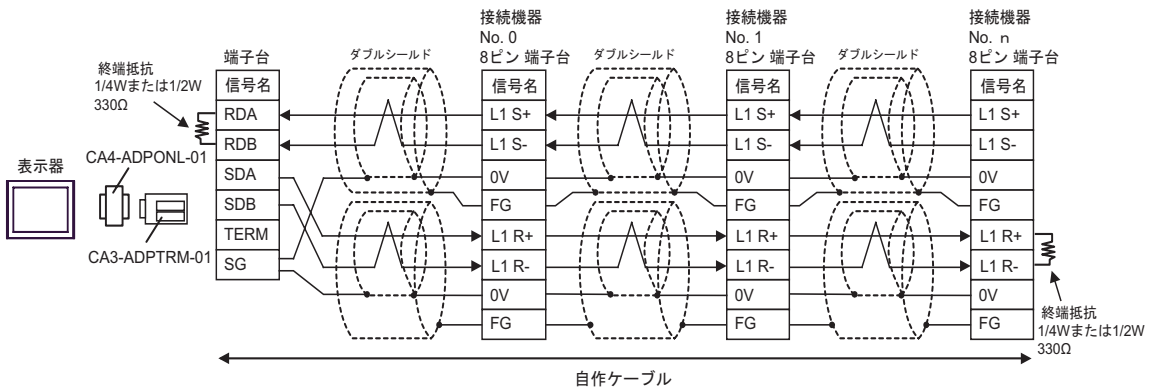 表示器
CA4-ADPONL-01
CA3-ADPTRM-01
終端抵抗
1/4Wまたは1/2W
330Ω
端子台
信号名
RDA
RDB
SDA
SDB
TERM
SG
ダブルシールド
接続機器
No. 0
8ピン 端子台
信号名
L1 S+
L1 S-
0V
FG
L1 R+
L1 R-
0V
FG
ダブルシールド
接続機器
No. 1
8ピン 端子台
信号名
L1 S+
L1 S-
0V
FG
L1 R+
L1 R-
0V
FG
ダブルシールド
接続機器
No. n
8ピン 端子台
信号名
L1 S+
L1 S-
0V
FG
L1 R+
L1 R-
0V
FG
終端抵抗
1/4Wまたは1/2W
330Ω
自作ケーブル